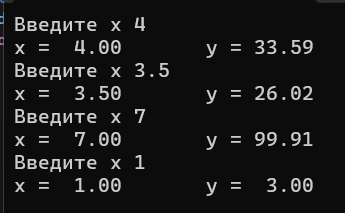 Введите x 4
x =  4.00       y = 33.59
Введите x 3.5
x =  3.50       y = 26.02
Введите x 7
x =  7.00       y = 99.91
Введите x 1
x =  1.00       y =  3.00